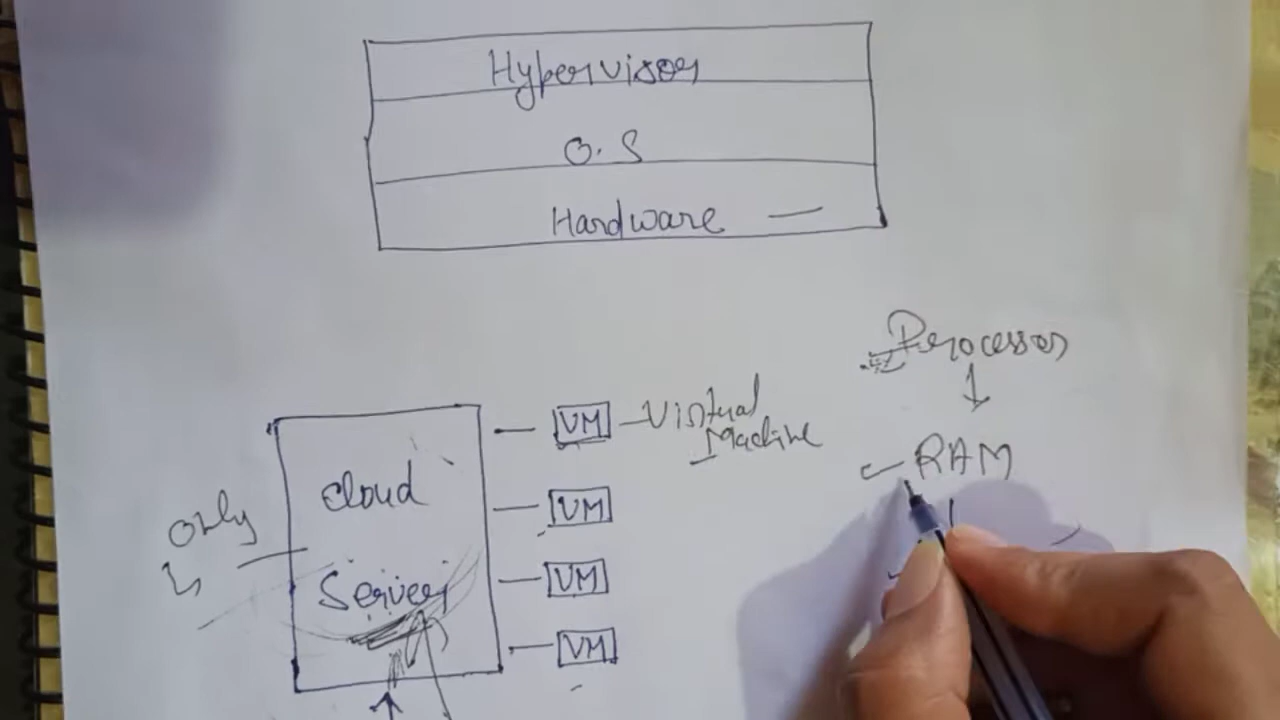 Hypervisor
O.S
Hardware
Processor
RAM
only
Cloud
Server
VM
Virtual
Machine
VM
VM
VM